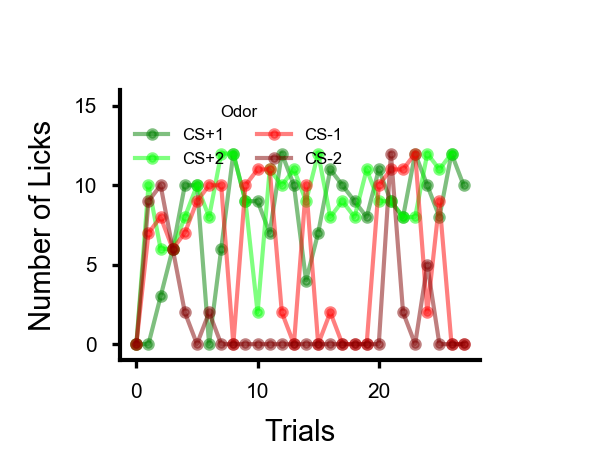 Odor
CS+1 CS-1
CS+2 CS-2
15
10
5
0
Number of Licks
0 10 20
Trials